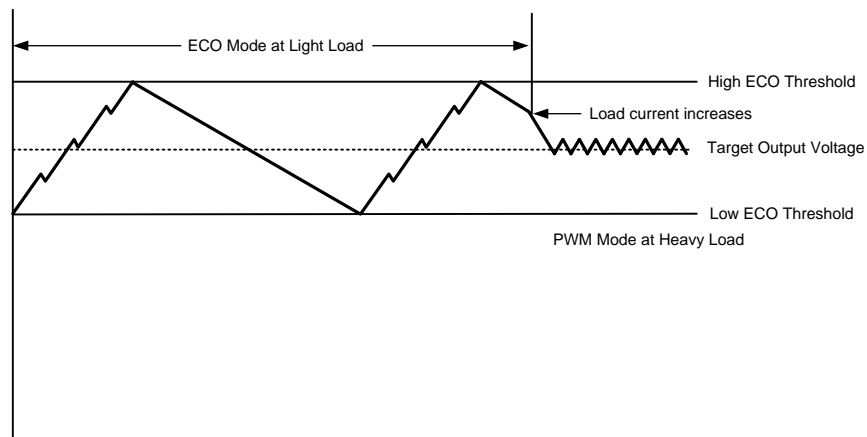 ECO Mode at Light Load
High ECO Threshold
Load current increases
Target Output Voltage
Low ECO Threshold
PWM Mode at Heavy Load